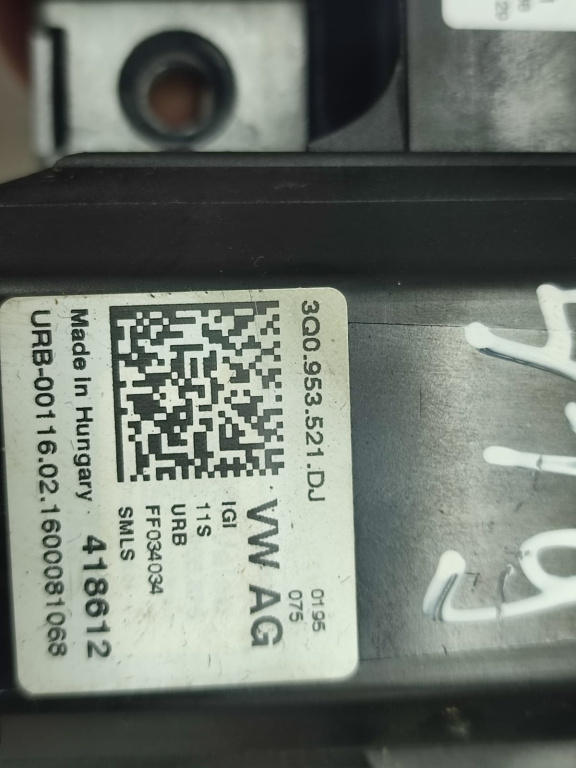 3Q0.953.521.DJ
0195
075
VW AG
IGI
11S
URB
FF034034
SMLS
Made In Hungary
418612
URB-00116.02.1600081068